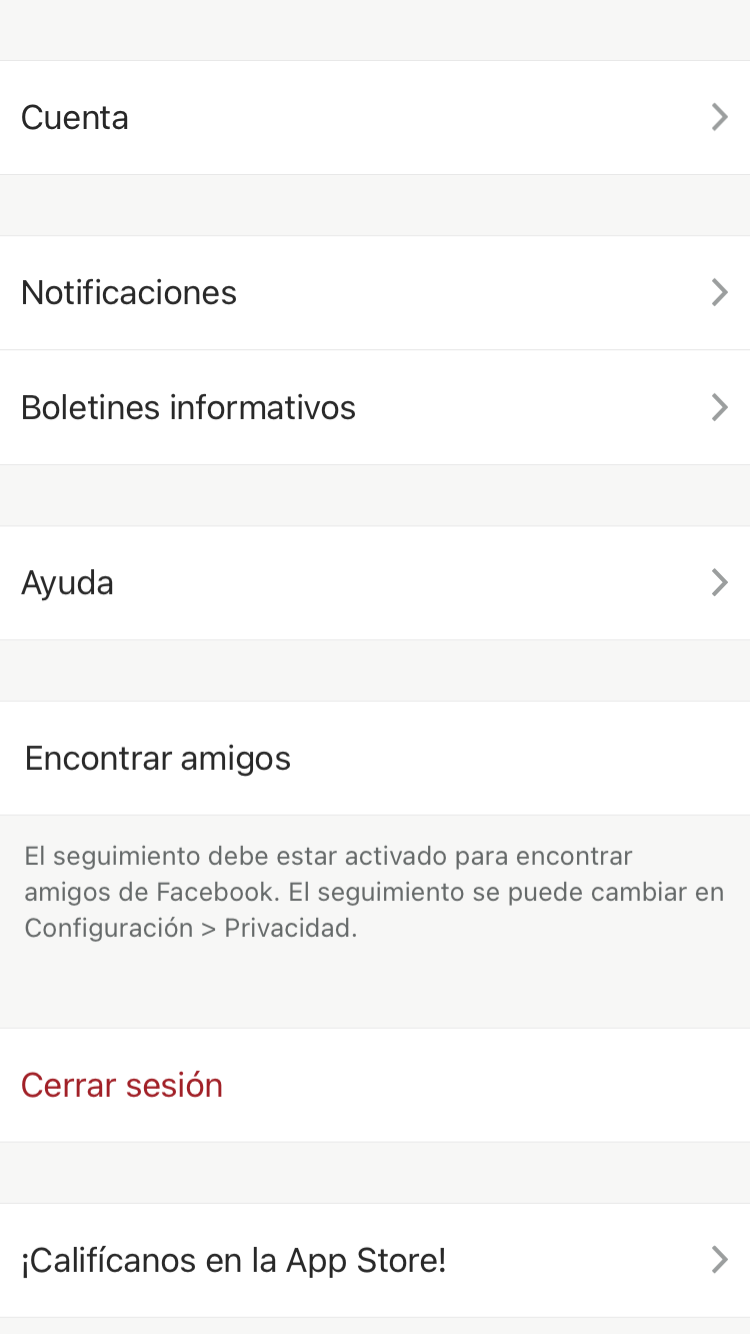 Cuenta
Notificaciones
Boletines informativos
Ayuda
Encontrar amigos
El seguimiento debe estar activado para encontrar
amigos de Facebook. El seguimiento se puede cambiar en
Configuración > Privacidad.
Cerrar sesión
¡Califícanos en la App Store!